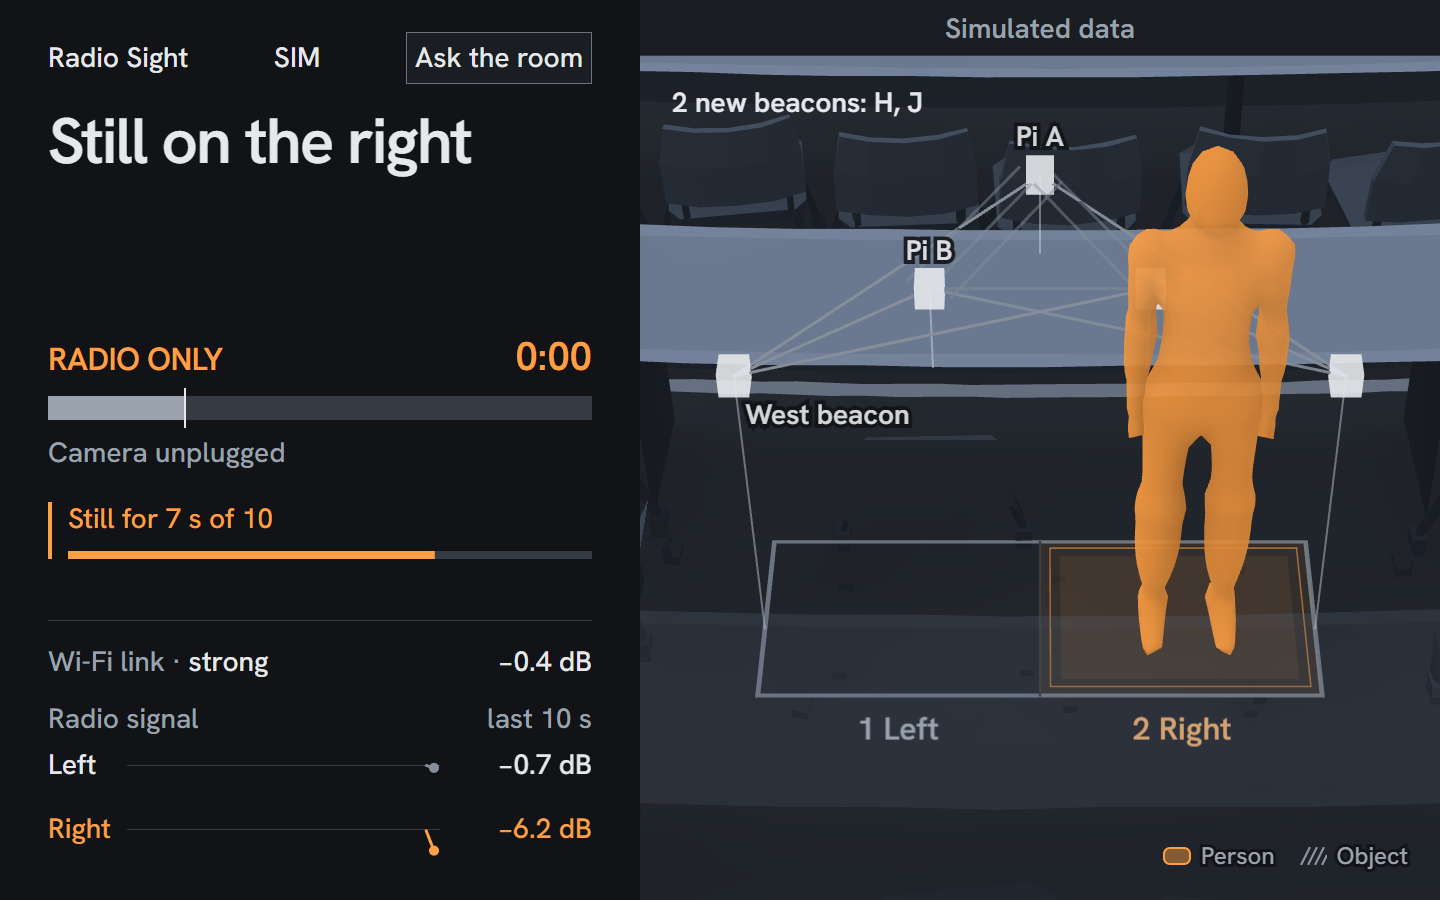 Radio Sight
SIM
Ask the room
Still on the right
RADIO ONLY
0:00
Camera unplugged
Still for 7 s of 10
Wi-Fi link · strong
−0.4 dB
Radio signal
last 10 s
Left
−0.7 dB
Right
−6.2 dB
Simulated data
2 new beacons: H, J
Pi A
Pi B
West beacon
1 Left
2 Right
Person
Object